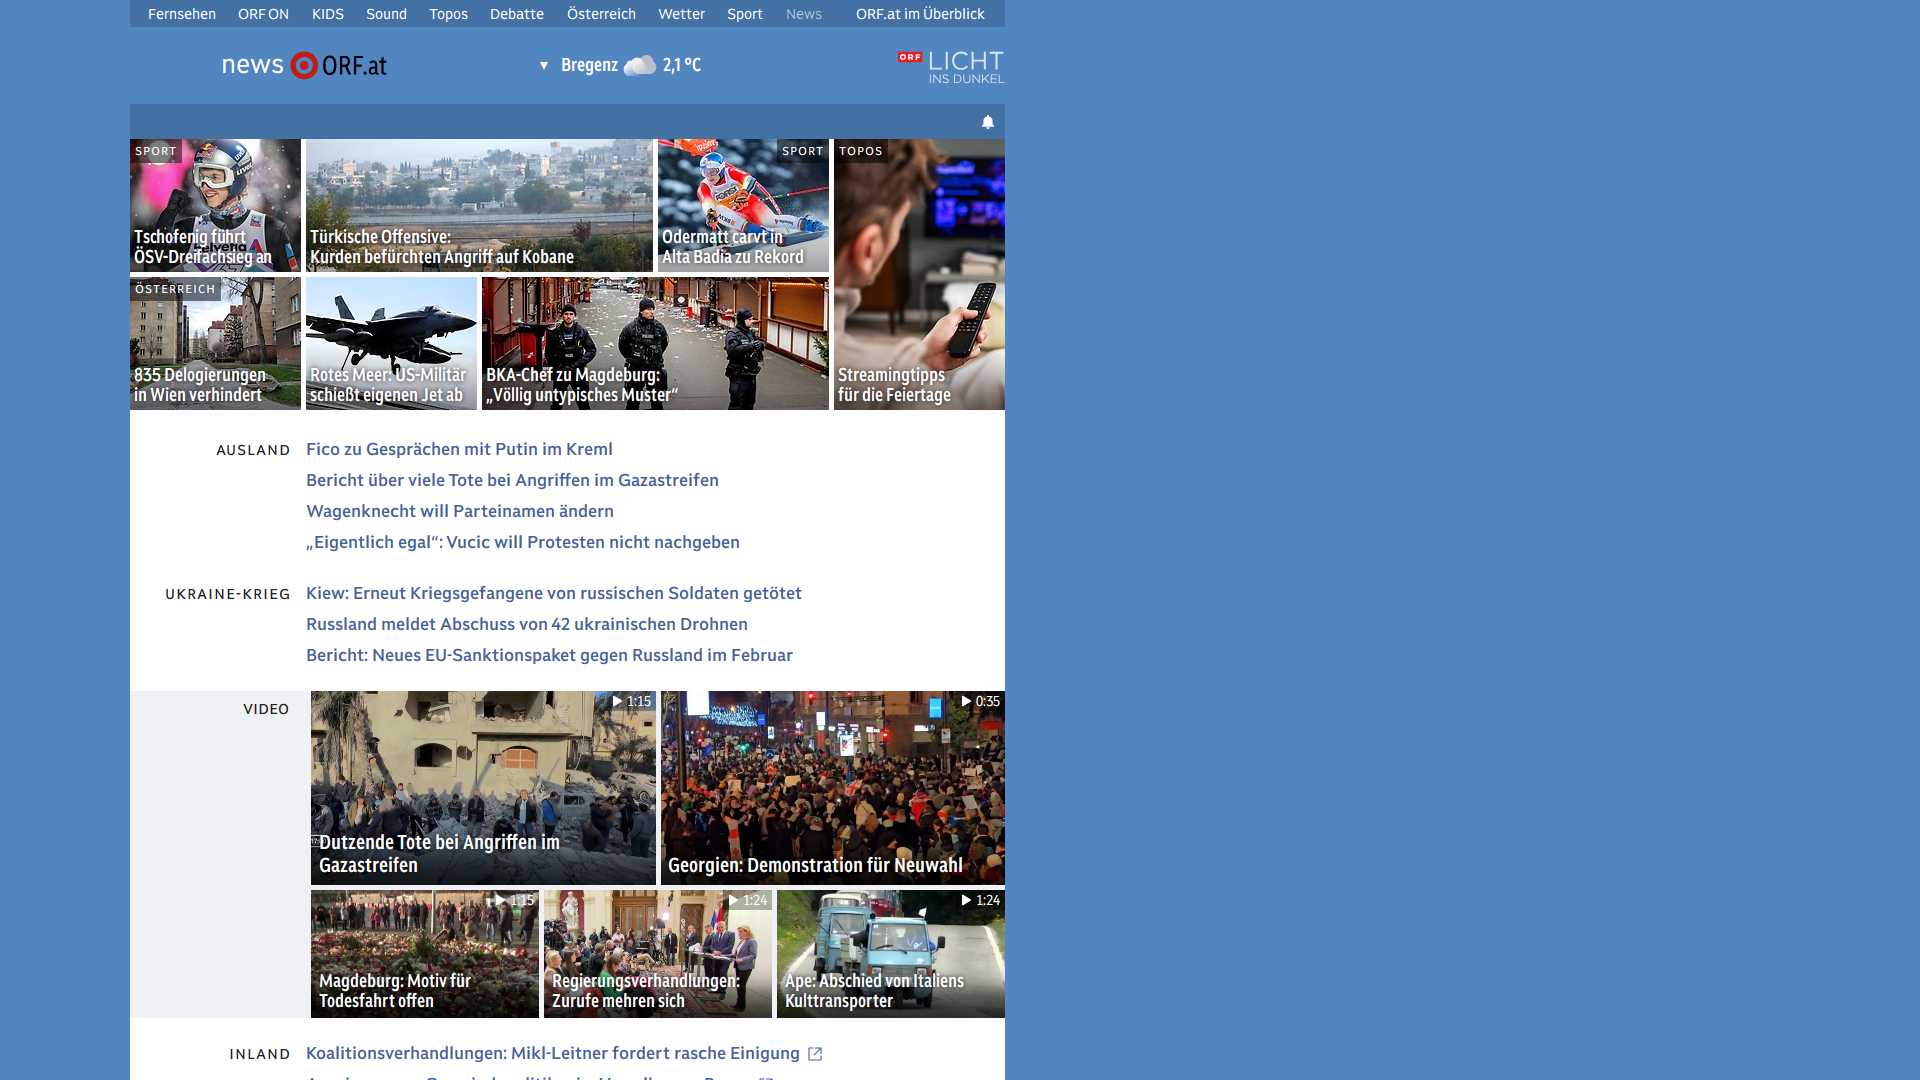 Fernsehen ORF ON KIDS Sound Topos Debatte Österreich Wetter Sport News ORF.at im Überblick
news ORF.at
▼ Bregenz 2,1 °C
ORF LICHT
INS DUNKEL
SPORT
Tschofenig führt
ÖSV-Dreifachsieg an
Türkische Offensive:
Kurden befürchten Angriff auf Kobane
SPORT
Odermatt carvt in
Alta Badia zu Rekord
TOPOS
Streamingtipps
für die Feiertage
ÖSTERREICH
835 Delogierungen
in Wien verhindert
Rotes Meer: US-Militär
schießt eigenen Jet ab
BKA-Chef zu Magdeburg:
„Völlig untypisches Muster“
AUSLAND
Fico zu Gesprächen mit Putin im Kreml
Bericht über viele Tote bei Angriffen im Gazastreifen
Wagenknecht will Parteinamen ändern
„Eigentlich egal“: Vucic will Protesten nicht nachgeben
UKRAINE-KRIEG
Kiew: Erneut Kriegsgefangene von russischen Soldaten getötet
Russland meldet Abschuss von 42 ukrainischen Drohnen
Bericht: Neues EU-Sanktionspaket gegen Russland im Februar
VIDEO
1:15
Dutzende Tote bei Angriffen im
Gazastreifen
0:35
Georgien: Demonstration für Neuwahl
1:15
Magdeburg: Motiv für
Todesfahrt offen
1:24
Regierungsverhandlungen:
Zurufe mehren sich
1:24
Ape: Abschied von Italiens
Kulttransporter
INLAND
Koalitionsverhandlungen: Mikl-Leitner fordert rasche Einigung